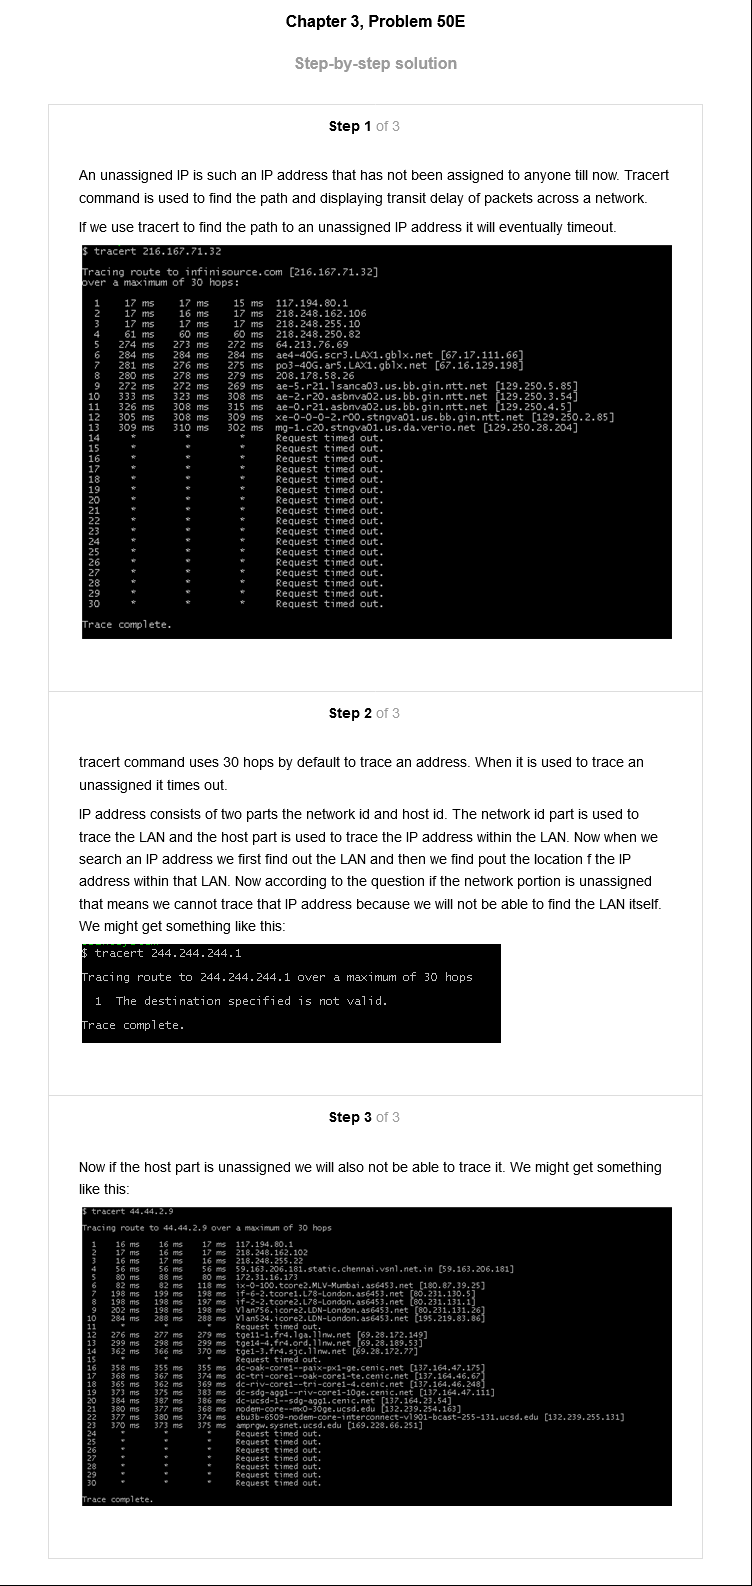 Chapter 3, Problem 50E
Step-by-step solution
Step 1 of 3
An unassigned IP is such an IP address that has not been assigned to anyone till now. Tracert
command is used to find the path and displaying transit delay of packets across a network.
If we use tracert to find the path to an unassigned IP address it will eventually timeout.
$ tracert 216.167.71.32
Tracing route to infinisource.com [216.167.71.32]
over a maximum of 30 hops:
1 17 ms 17 ms 15 ms 117.194.80.1
2 17 ms 16 ms 17 ms 218.248.162.106
3 17 ms 17 ms 17 ms 218.248.255.10
4 61 ms 60 ms 60 ms 218.248.250.82
5 274 ms 273 ms 272 ms 64.213.76.69
6 284 ms 284 ms 284 ms ae4-40G.scr3.LAX1.gblx.net [67.17.111.66]
7 281 ms 276 ms 275 ms po3-40G.ar5.LAX1.gblx.net [67.16.129.198]
8 280 ms 278 ms 279 ms 208.178.58.26
9 272 ms 272 ms 269 ms ae-5.r21.lsanca03.us.bb.gin.ntt.net [129.250.5.85]
10 333 ms 323 ms 308 ms ae-2.r20.asbnva02.us.bb.gin.ntt.net [129.250.3.54]
11 326 ms 308 ms 315 ms ae-0.r21.asbnva02.us.bb.gin.ntt.net [129.250.4.5]
12 305 ms 308 ms 309 ms xe-0-0-0-2.r00.stngva01.us.bb.gin.ntt.net [129.250.2.85]
13 309 ms 310 ms 302 ms mg-1.c20.stngva01.us.da.verio.net [129.250.28.204]
14 * * * Request timed out.
15 * * * Request timed out.
16 * * * Request timed out.
17 * * * Request timed out.
18 * * * Request timed out.
19 * * * Request timed out.
20 * * * Request timed out.
21 * * * Request timed out.
22 * * * Request timed out.
23 * * * Request timed out.
24 * * * Request timed out.
25 * * * Request timed out.
26 * * * Request timed out.
27 * * * Request timed out.
28 * * * Request timed out.
29 * * * Request timed out.
30 * * * Request timed out.
Trace complete.
Step 2 of 3
tracert command uses 30 hops by default to trace an address. When it is used to trace an
unassigned it times out.
IP address consists of two parts the network id and host id. The network id part is used to
trace the LAN and the host part is used to trace the IP address within the LAN. Now when we
search an IP address we first find out the LAN and then we find pout the location f the IP
address within that LAN. Now according to the question if the network portion is unassigned
that means we cannot trace that IP address because we will not be able to find the LAN itself.
We might get something like this:
$ tracert 244.244.244.1
Tracing route to 244.244.244.1 over a maximum of 30 hops
1 The destination specified is not valid.
Trace complete.
Step 3 of 3
Now if the host part is unassigned we will also not be able to trace it. We might get something
like this:
$ tracert 44.44.2.9
Tracing route to 44.44.2.9 over a maximum of 30 hops
1 16 ms 16 ms 17 ms 117.194.80.1
2 17 ms 16 ms 17 ms 218.248.162.102
3 16 ms 17 ms 16 ms 218.248.255.22
4 56 ms 56 ms 56 ms 59.163.206.181.static.chennai.vsnl.net.in [59.163.206.181]
5 80 ms 88 ms 80 ms 172.31.16.173
6 82 ms 82 ms 118 ms ix-0-100.tcore2.MLV-Mumbai.as6453.net [180.87.39.25]
7 198 ms 199 ms 198 ms if-6-2.tcore1.L78-London.as6453.net [80.231.130.5]
8 198 ms 198 ms 197 ms if-2-2.tcore2.L78-London.as6453.net [80.231.131.1]
9 202 ms 198 ms 198 ms Vlan756.icore2.LDN-London.as6453.net [80.231.131.26]
10 284 ms 288 ms 288 ms Vlan524.icore2.LDN-London.as6453.net [195.219.83.86]
11 * * * Request timed out.
12 276 ms 277 ms 279 ms tge11-1.fr4.lga.llnw.net [69.28.172.149]
13 299 ms 298 ms 299 ms tge14-4.fr4.ord.llnw.net [69.28.189.53]
14 362 ms 366 ms 370 ms tge1-3.fr4.sjc.llnw.net [69.28.172.77]
15 * * * Request timed out.
16 358 ms 355 ms 355 ms dc-oak-core1--paix-px1-ge.cenic.net [137.164.47.175]
17 368 ms 367 ms 374 ms dc-tri-core1--oak-core1-te.cenic.net [137.164.46.67]
18 365 ms 362 ms 369 ms dc-riv-core1--tri-core1-4.cenic.net [137.164.46.248]
19 373 ms 375 ms 383 ms dc-sdg-agg1--riv-core1-10ge.cenic.net [137.164.47.111]
20 384 ms 387 ms 386 ms dc-ucsd-1--sdg-agg1.cenic.net [137.164.23.54]
21 380 ms 377 ms 368 ms nodem-core--mx0-30ge.ucsd.edu [132.239.254.163]
22 377 ms 380 ms 374 ms ebu3b-6509-nodem-core-interconnect-vl901-bcast-255-131.ucsd.edu [132.239.255.131]
23 370 ms 373 ms 375 ms amprgw.sysnet.ucsd.edu [169.228.66.251]
24 * * * Request timed out.
25 * * * Request timed out.
26 * * * Request timed out.
27 * * * Request timed out.
28 * * * Request timed out.
29 * * * Request timed out.
30 * * * Request timed out.
Trace complete.